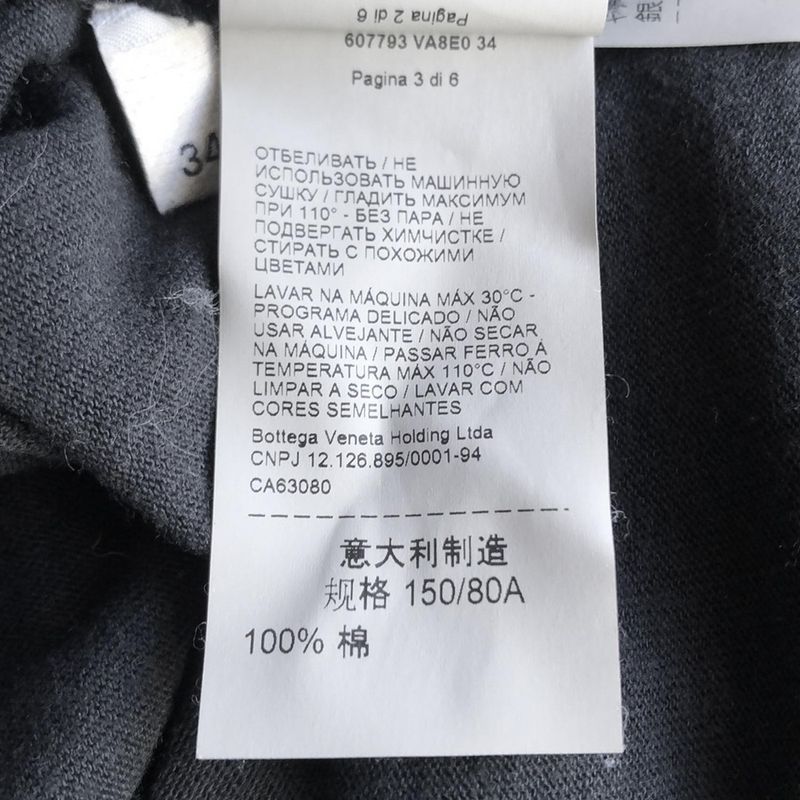 Pagina 2 di 6
607793 VA8E0 34
Pagina 3 di 6
34
ОТБЕЛИВАТЬ / НЕ
ИСПОЛЬЗОВАТЬ МАШИННУЮ
СУШКУ / ГЛАДИТЬ МАКСИМУМ
ПРИ 110° - БЕЗ ПАРА / НЕ
ПОДВЕРГАТЬ ХИМЧИСТКЕ /
СТИРАТЬ С ПОХОЖИМИ
ЦВЕТАМИ
LAVAR NA MÁQUINA MÁX 30°C -
PROGRAMA DELICADO / NÃO
USAR ALVEJANTE / NÃO SECAR
NA MÁQUINA / PASSAR FERRO À
TEMPERATURA MÁX 110°C / NÃO
LIMPAR A SECO / LAVAR COM
CORES SEMELHANTES
Bottega Veneta Holding Ltda
CNPJ 12.126.895/0001-94
CA63080
意大利制造
规格 150/80A
100% 棉